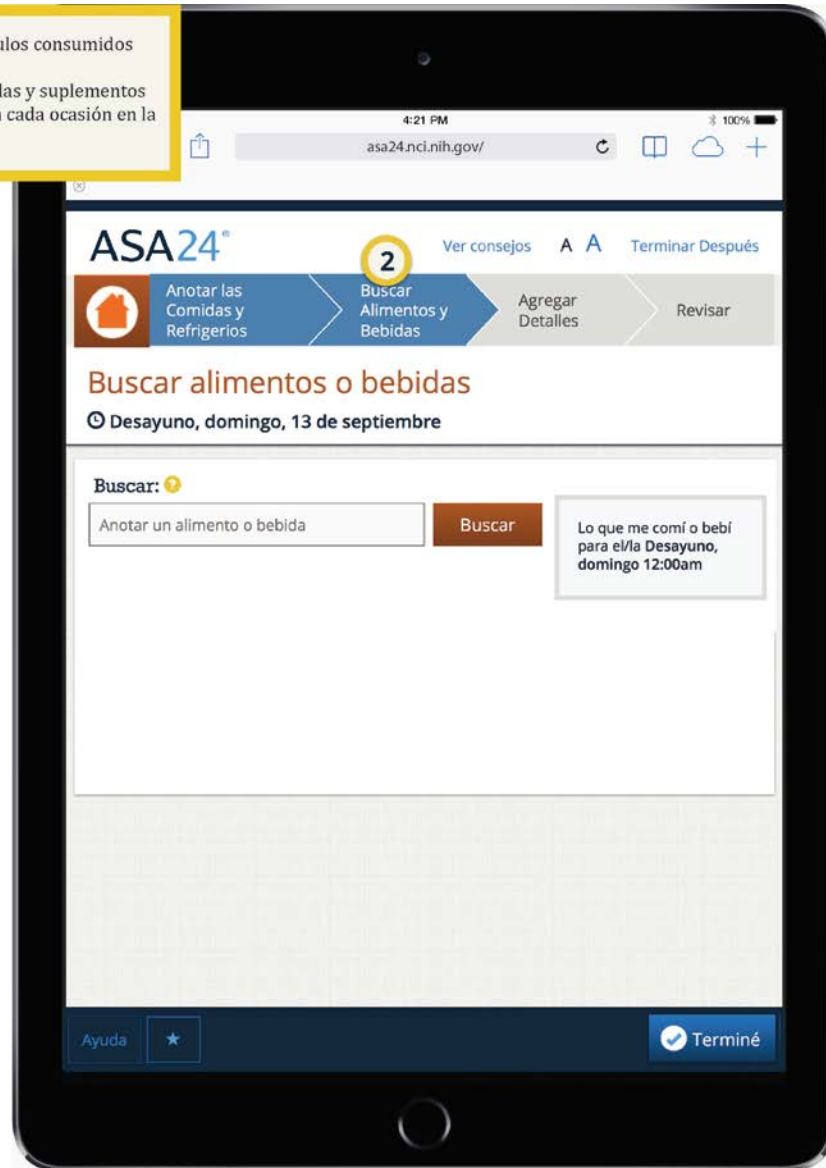 ulos consumidos
las y suplementos
cada ocasión en la
4:21 PM
100%
asa24.nci.nih.gov/
ASA24®
2
Ver consejos
A A
Terminar Después
Anotar las
Comidas y
Refrigerios
Buscar
Alimentos y
Bebidas
Agregar
Detalles
Revisar
Buscar alimentos o bebidas
Desayuno, domingo, 13 de septiembre
Buscar: ?
Anotar un alimento o bebida
Buscar
Lo que me comí o bebí
para el/la Desayuno,
domingo 12:00am
Ayuda
Terminé